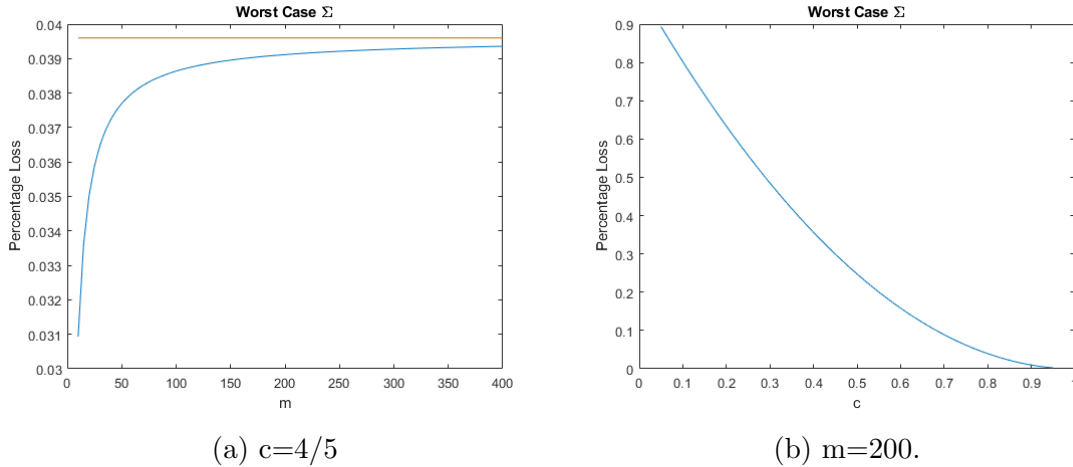 Worst Case Σ
0.04
0.039
0.038
0.037
0.036
0.035
0.034
0.033
0.032
0.031
0.03
Percentage Loss
0 50 100 150 200 250 300 350 400
m
(a) c=4/5
Worst Case Σ
0.9
0.8
0.7
0.6
0.5
0.4
0.3
0.2
0.1
0
Percentage Loss
0 0.1 0.2 0.3 0.4 0.5 0.6 0.7 0.8 0.9 1
c
(b) m=200.